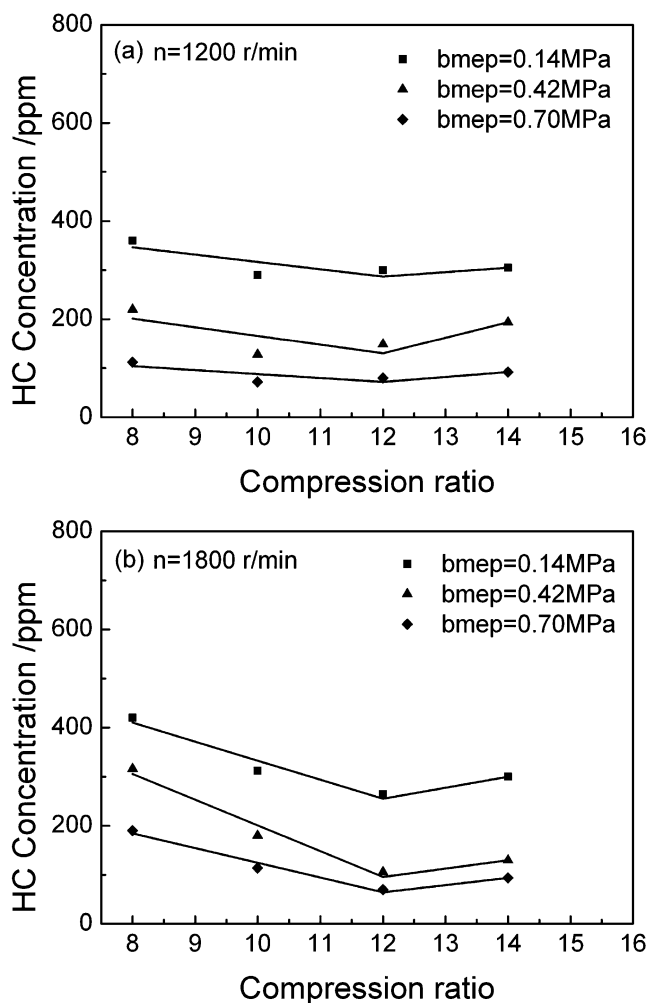 (a) n=1200 r/min
bmep=0.14MPa
bmep=0.42MPa
bmep=0.70MPa
HC Concentration /ppm
800
600
400
200
0
8 9 10 11 12 13 14 15 16
Compression ratio
(b) n=1800 r/min
bmep=0.14MPa
bmep=0.42MPa
bmep=0.70MPa
HC Concentration /ppm
800
600
400
200
0
8 9 10 11 12 13 14 15 16
Compression ratio